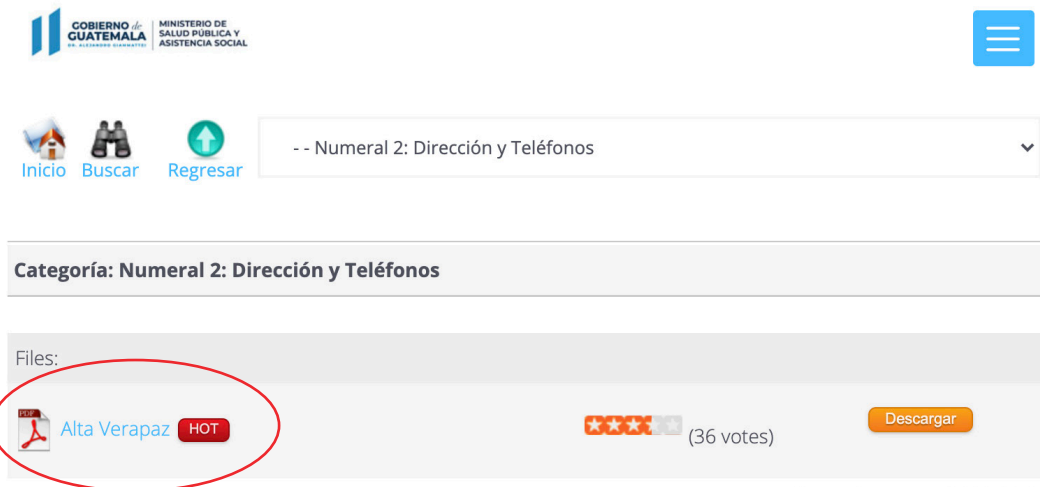 GOBIERNO de
GUATEMALA
DR. ALEJANDRO GIAMMATTEI
MINISTERIO DE
SALUD PÚBLICA Y
ASISTENCIA SOCIAL
Inicio Buscar Regresar
- - Numeral 2: Dirección y Teléfonos
Categoría: Numeral 2: Dirección y Teléfonos
Files:
PDF Alta Verapaz HOT (36 votes) Descargar